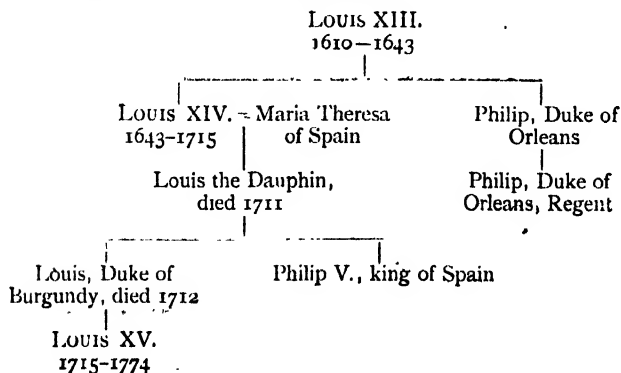 LOUIS XIII.
1610–1643
LOUIS XIV. = Maria Theresa
1643–1715 of Spain
Philip, Duke of
Orleans
Louis the Dauphin,
died 1711
Philip, Duke of
Orleans, Regent
Louis, Duke of
Burgundy, died 1712
Philip V., king of Spain
LOUIS XV.
1715–1774